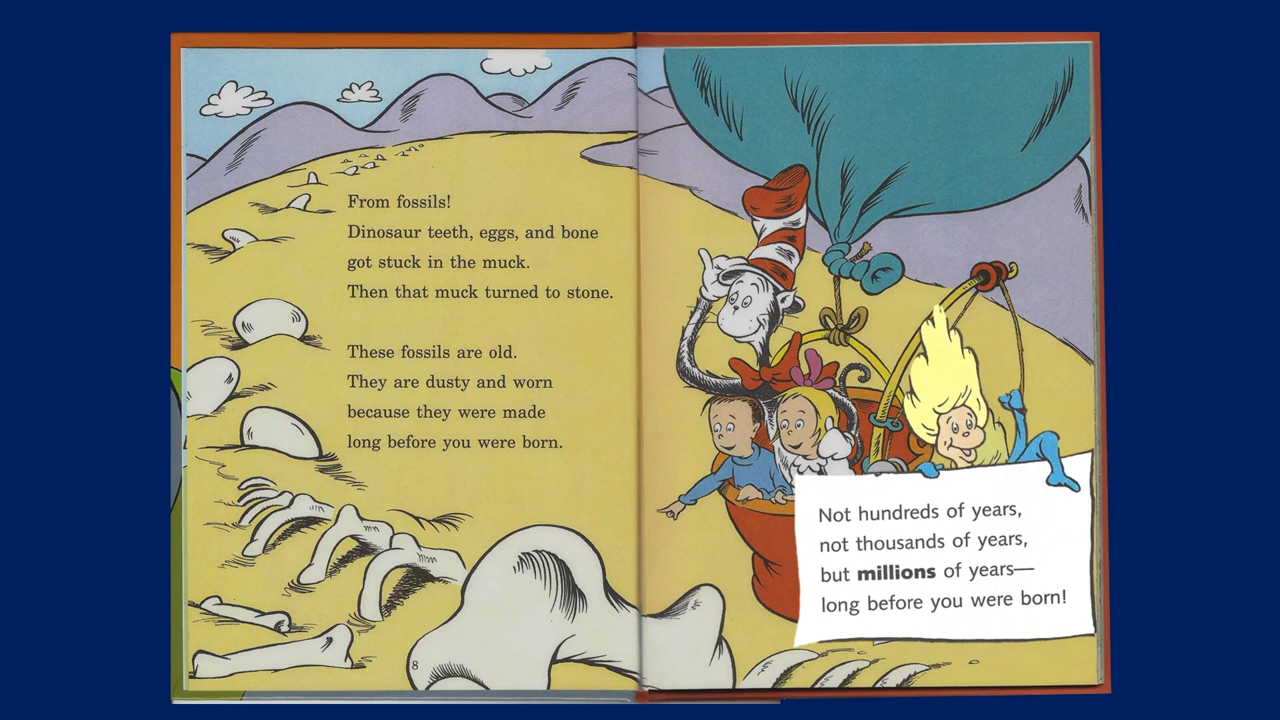 From fossils!
Dinosaur teeth, eggs, and bone
got stuck in the muck.
Then that muck turned to stone.
These fossils are old.
They are dusty and worn
because they were made
long before you were born.
8
Not hundreds of years,
not thousands of years,
but millions of years—
long before you were born!